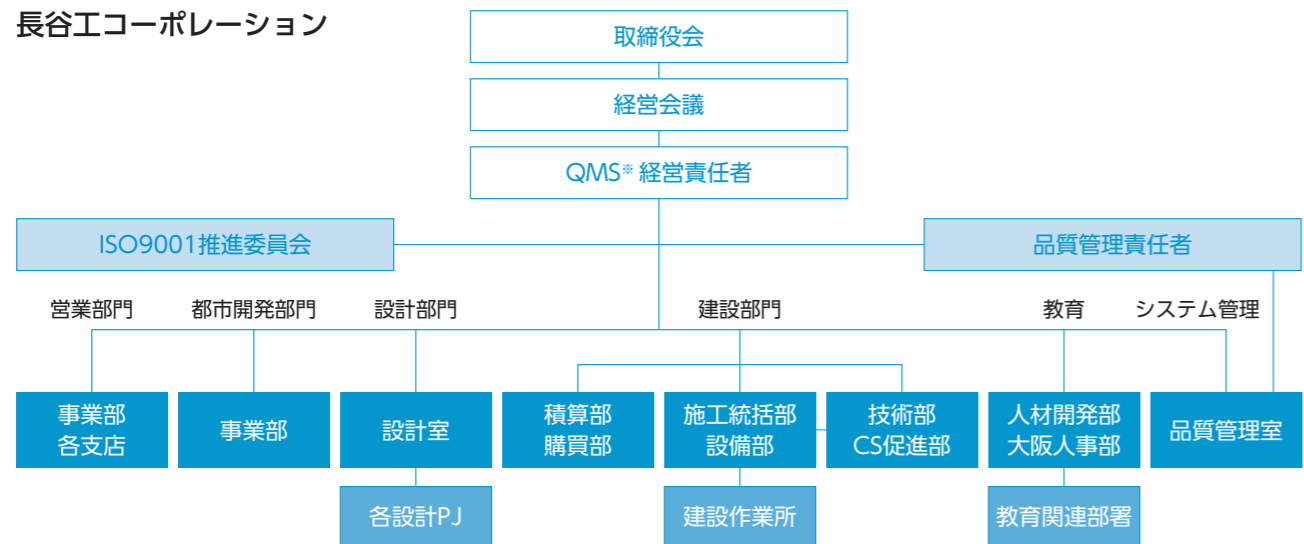 長谷工コーポレーション
取締役会
経営会議
QMS※ 経営責任者
ISO9001推進委員会
品質管理責任者
営業部門
都市開発部門
設計部門
建設部門
教育
システム管理
事業部
各支店
事業部
設計室
積算部
購買部
施工統括部
設備部
技術部
CS促進部
人材開発部
大阪人事部
品質管理室
各設計PJ
建設作業所
教育関連部署